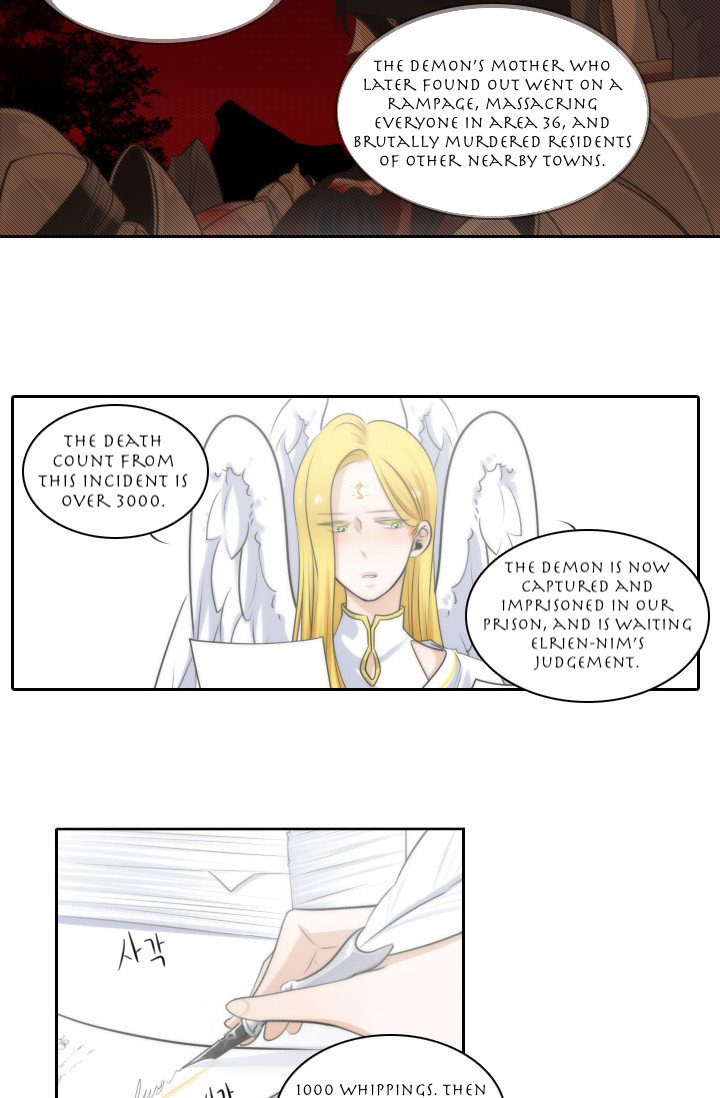 THE DEMON'S MOTHER WHO
LATER FOUND OUT WENT ON A
RAMPAGE, MASSACRING
EVERYONE IN AREA 36, AND
BRUTALLY MURDERED RESIDENTS
OF OTHER NEARBY TOWNS.
THE DEATH
COUNT FROM
THIS INCIDENT IS
OVER 3000.
THE DEMON IS NOW
CAPTURED AND
IMPRISONED IN OUR
PRISON, AND IS WAITING
ELRIEN-NIM'S
JUDGEMENT.
사각
1000 WHIPPINGS. THEN